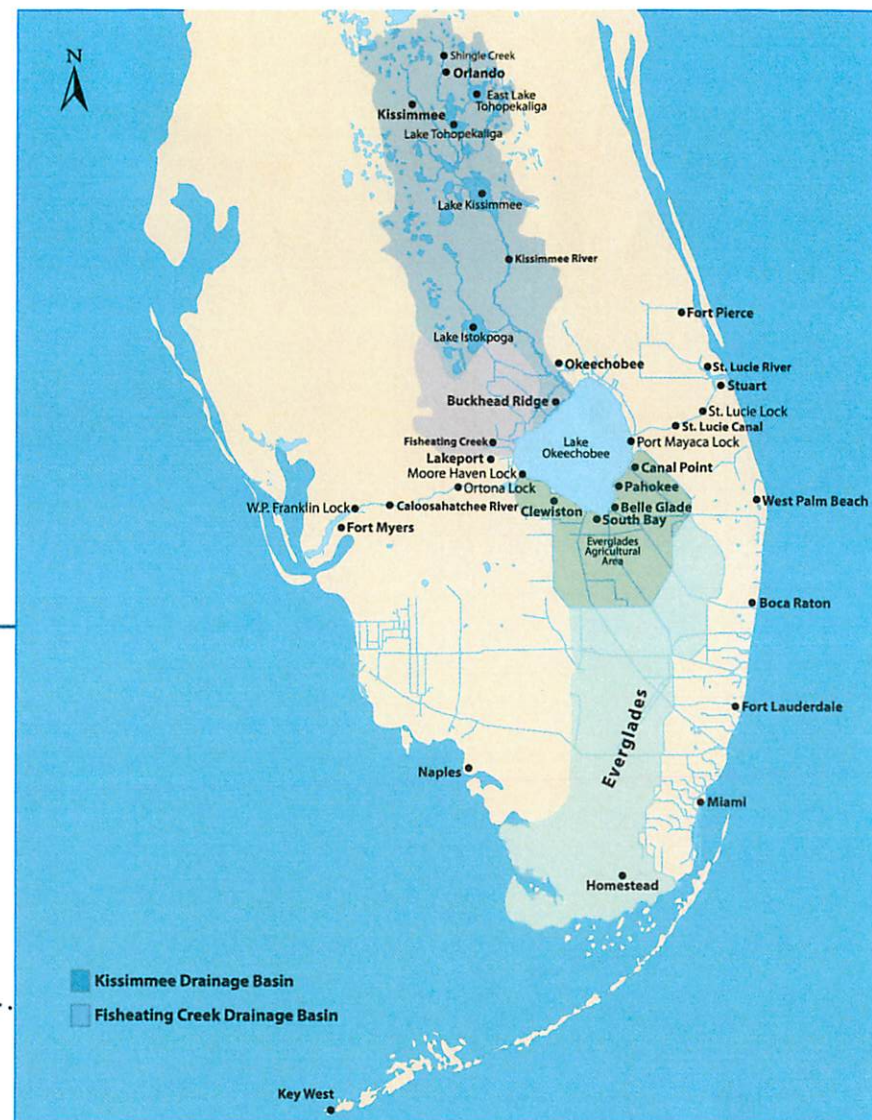 N
Shingle Creek
Orlando
East Lake
Tohopekaliga
Kissimmee
Lake Tohopekaliga
Lake Kissimmee
Kissimmee River
Fort Pierce
Lake Istokpoga
Okeechobee
St. Lucie River
Stuart
Buckhead Ridge
St. Lucie Lock
St. Lucie Canal
Fisheating Creek
Lake
Okeechobee
Port Mayaca Lock
Lakeport
Moore Haven Lock
Canal Point
Ortona Lock
Pahokee
W.P. Franklin Lock
Caloosahatchee River
Clewiston
Belle Glade
West Palm Beach
South Bay
Fort Myers
Everglades
Agricultural
Area
Boca Raton
Everglades
Fort Lauderdale
Naples
Miami
Homestead
Kissimmee Drainage Basin
Fisheating Creek Drainage Basin
Key West